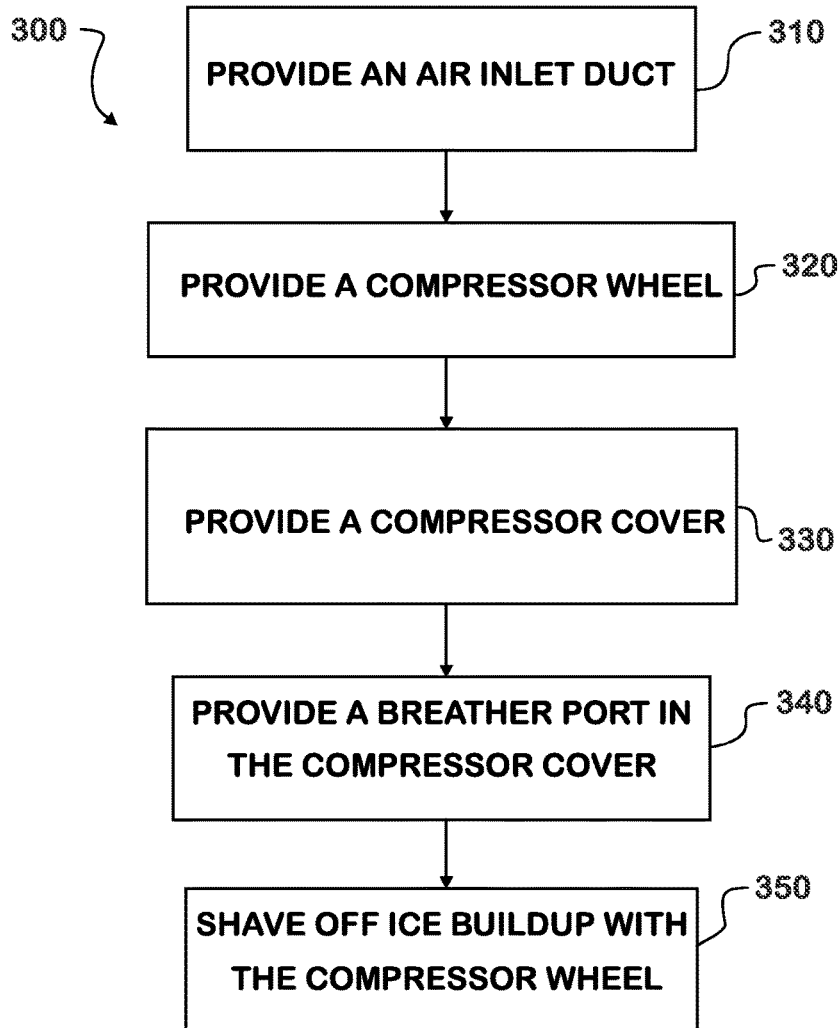 300
310
PROVIDE AN AIR INLET DUCT
320
PROVIDE A COMPRESSOR WHEEL
PROVIDE A COMPRESSOR COVER
330
PROVIDE A BREATHER PORT IN
THE COMPRESSOR COVER
340
SHAVE OFF ICE BUILDUP WITH
THE COMPRESSOR WHEEL
350